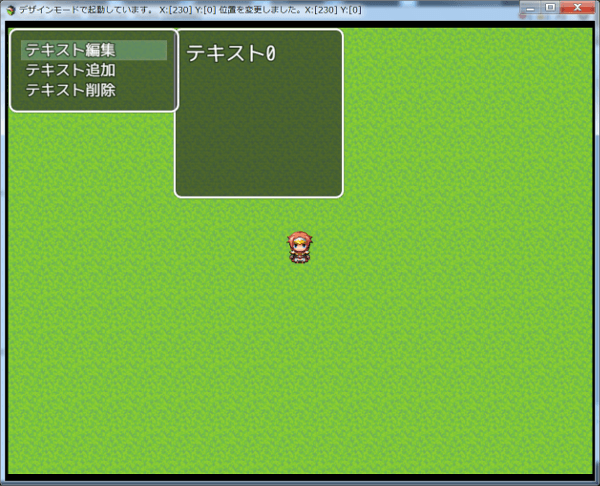 デザインモードで起動しています。 X:[230] Y:[0] 位置を変更しました。X:[230] Y:[0]
テキスト編集
テキスト追加
テキスト削除
テキスト0